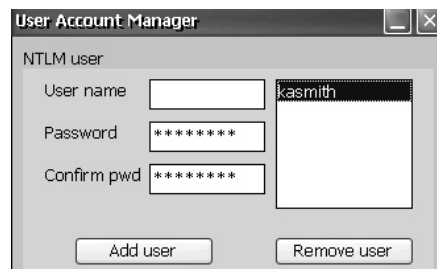 User Account Manager
NTLM user
User name
kasmith
Password ********
Confirm pwd ********
Add user Remove user